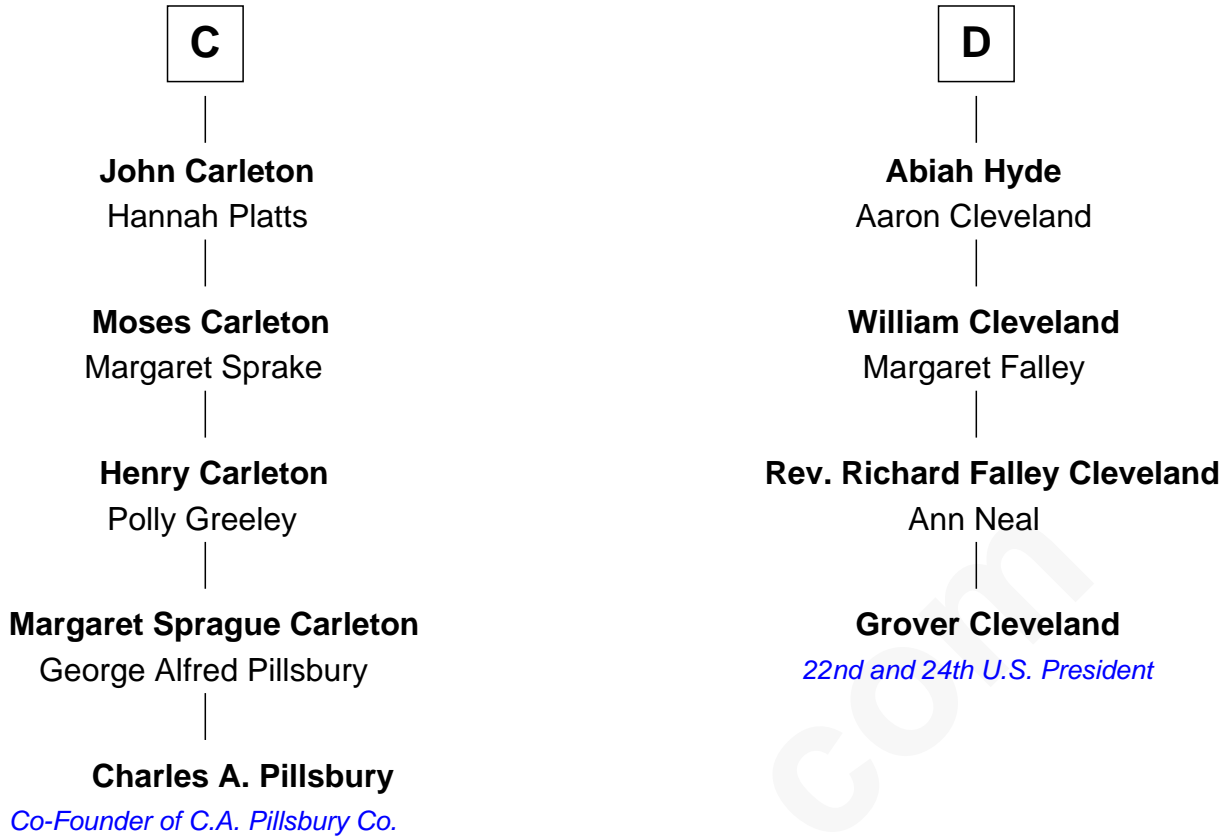 C
John Carleton
Hannah Platts
Moses Carleton
Margaret Sprake
Henry Carleton
Polly Greeley
Margaret Sprague Carleton
George Alfred Pillsbury
Charles A. Pillsbury
Co-Founder of C.A. Pillsbury Co.
D
Abiah Hyde
Aaron Cleveland
William Cleveland
Margaret Falley
Rev. Richard Falley Cleveland
Ann Neal
Grover Cleveland
22nd and 24th U.S. President
com